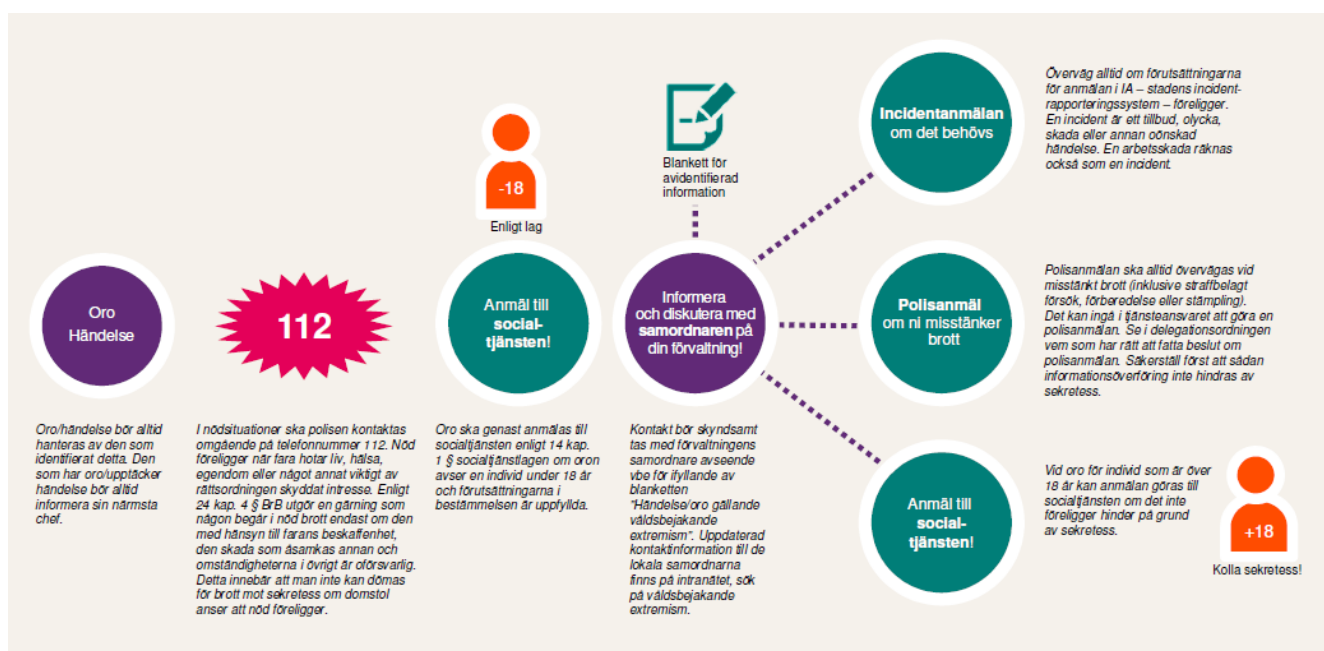 Oro
Händelse
Oro/händelse bör alltid
hanteras av den som
identifierat detta. Den
som har oro/upptäcker
händelse bör alltid
informera sin närmsta
chef.
112
I nödsituationer ska polisen kontaktas
omgående på telefonnummer 112. Nöd
föreligger när fara hotar liv, hälsa,
egendom eller något annat viktigt av
rättsordningen skyddat intresse. Enligt
24 kap. 4 § BrB utgör en gärning som
någon begår i nöd brott endast om den
med hänsyn till farans beskaffenhet,
den skada som åsamkas annan och
omständigheterna i övrigt är oförsvarlig.
Detta innebär att man inte kan dömas
för brott mot sekretess om domstol
anser att nöd föreligger.
-18
Enligt lag
Anmäl till
social-
tjänsten!
Oro ska genast anmälas till
socialtjänsten enligt 14 kap.
1 § socialtjänstlagen om oron
avser en individ under 18 år
och förutsättningarna i
bestämmelsen är uppfyllda.
Blankett för
avidentifierad
information
Informera
och diskutera med
samordnaren på
din förvaltning!
Kontakt bör skyndsamt
tas med förvaltningens
samordnare avseende
vbe för ifyllande av
blanketten
"Händelse/oro gällande
våldsbejakande
extremism". Uppdaterad
kontaktinformation till de
lokala samordnarna
finns på intranätet, sök
på våldsbejakande
extremism.
Incidentanmälan
om det behövs
Överväg alltid om förutsättningarna
för anmälan i IA – stadens incident-
rapporteringssystem – föreligger.
En incident är ett tillbud, olycka,
skada eller annan oönskad
händelse. En arbetsskada räknas
också som en incident.
Polisanmäl
om ni misstänker
brott
Polisanmälan ska alltid övervägas vid
misstänkt brott (inklusive straffbelagt
försök, förberedelse eller stämpling).
Det kan ingå i tjänsteansvaret att göra en
polisanmälan. Se i delegationsordningen
vem som har rätt att fatta beslut om
polisanmälan. Säkerställ först att sådan
informationsöverföring inte hindras av
sekretess.
Anmäl till
social-
tjänsten!
Vid oro för individ som är över
18 år kan anmälan göras till
socialtjänsten om det inte
föreligger hinder på grund
av sekretess.
+18
Kolla sekretess!